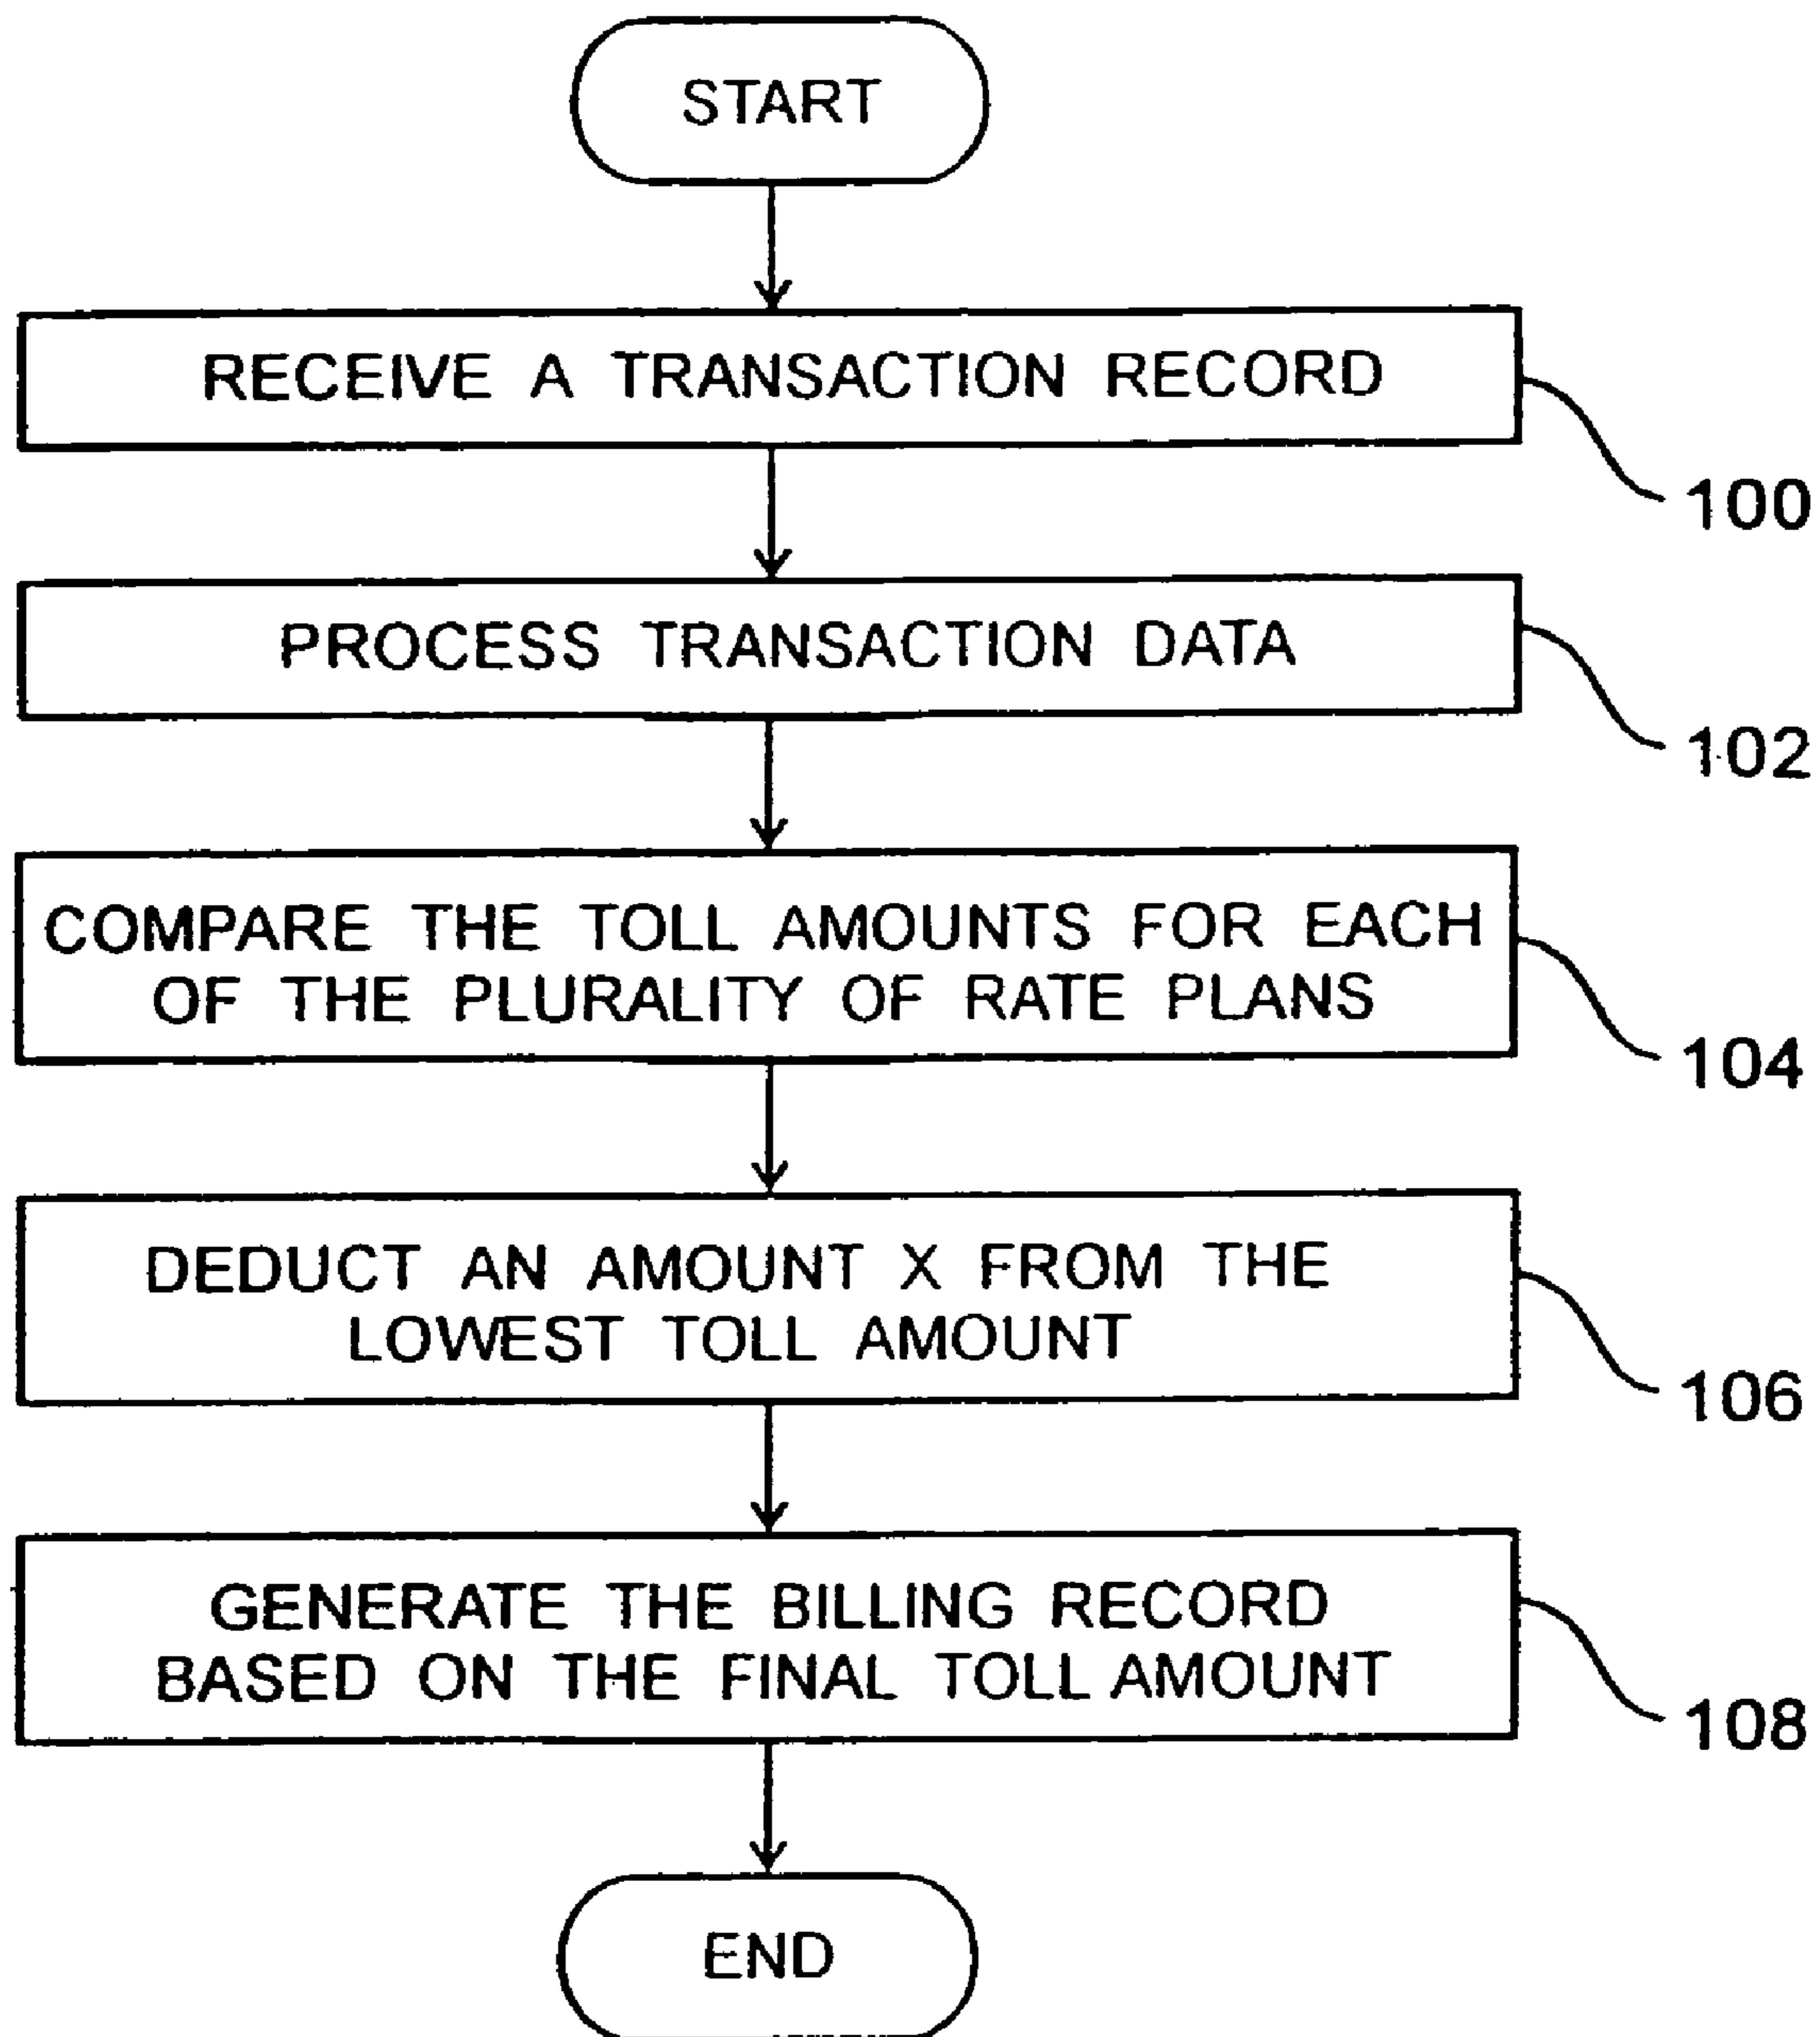 START
RECEIVE A TRANSACTION RECORD
100
PROCESS TRANSACTION DATA
102
COMPARE THE TOLL AMOUNTS FOR EACH
OF THE PLURALITY OF RATE PLANS
104
DEDUCT AN AMOUNT X FROM THE
LOWEST TOLL AMOUNT
106
GENERATE THE BILLING RECORD
BASED ON THE FINAL TOLL AMOUNT
108
END